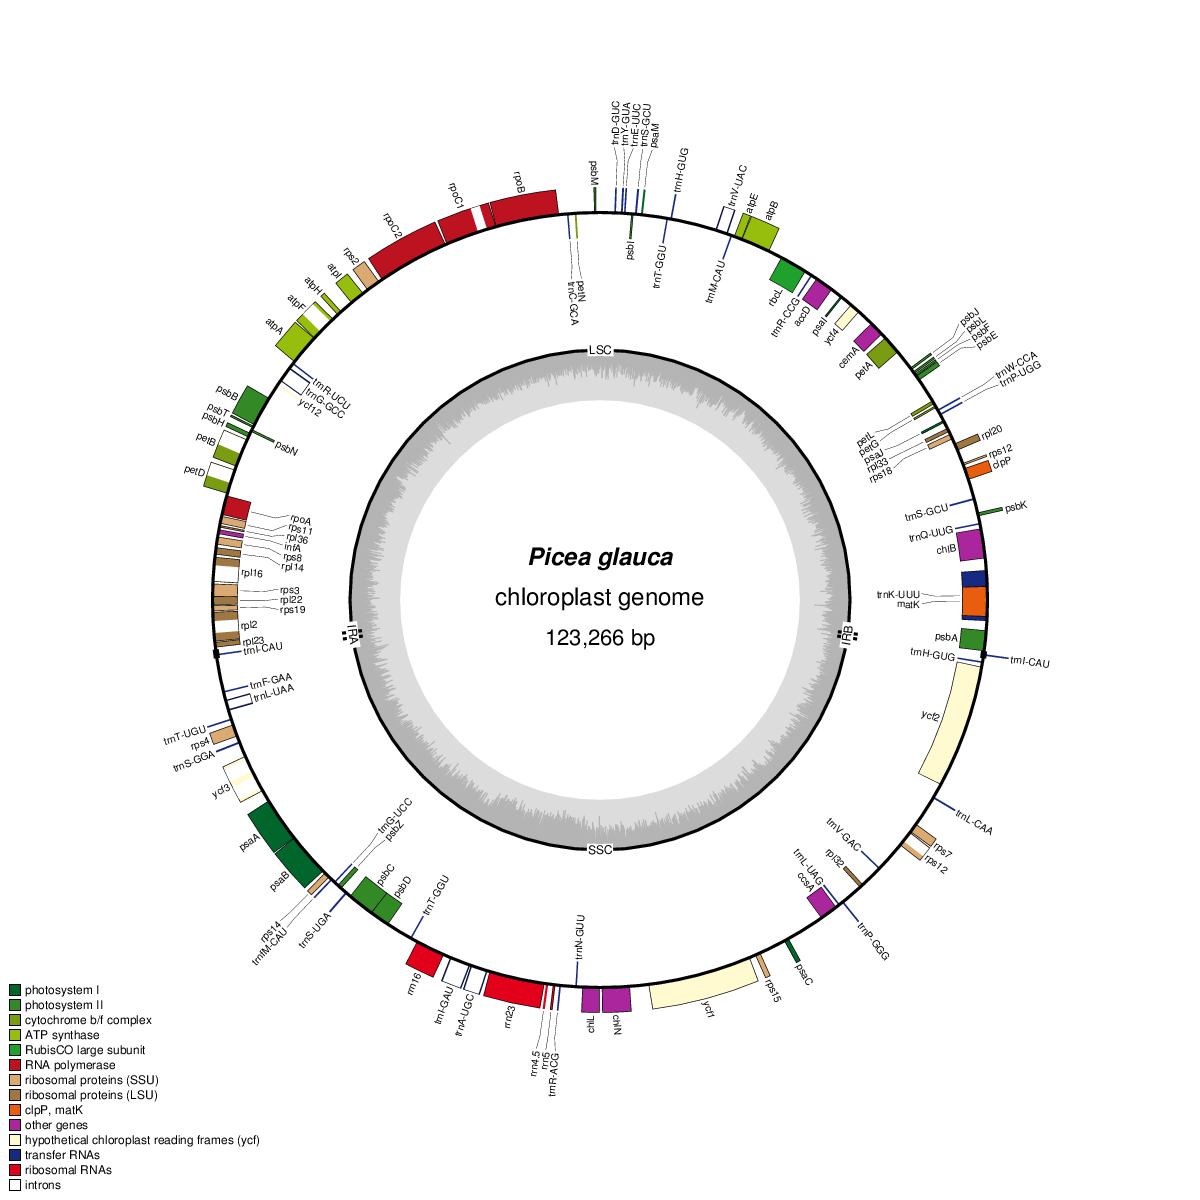 trnD-GUC
trnY-GUA
trnE-UUC
trnS-GCU
psaM
psbM
trnH-GUG
trnV-UAC
atpE
atpB
rpoB
rpoC1
rpoC2
rps2
atpI
atpH
atpF
atpA
psbI
trnT-GGU
trnM-CAU
petN
trnC-GCA
rbcL
trnR-CCG
accD
psaI
ycf4
cemA
petA
psbJ
psbL
psbF
psbE
trnW-CCA
trnP-UGG
petL
petG
psaJ
rpl33
rps18
rpl20
rps12
clpP
trnS-GCU
psbK
trnQ-UUG
chlB
trnK-UUU
matK
psbA
trnH-GUG
trnI-CAU
ycf2
trnL-CAA
rps7
rps12
trnV-GAC
rpl32
trnL-UAG
ccsA
trnP-GGG
psaC
rps15
ycf1
chlN
chlL
trnN-GUU
trnR-ACG
rrn5
rrn4.5
rrn23
trnA-UGC
trnI-GAU
rrn16
trnT-GGU
psbD
psbC
psbZ
trnG-UCC
trnS-UGA
trnfM-CAU
rps14
psaB
psaA
ycf3
trnS-GGA
rps4
trnT-UGU
trnL-UAA
trnF-GAA
trnI-CAU
rpl23
rpl2
rps19
rpl22
rps3
rpl16
rpl14
rps8
infA
rpl36
rps11
rpoA
petD
petB
psbN
psbH
psbT
psbB
ycf12
trnG-GCC
trnR-UCU
LSC
IRA
IRB
SSC
Picea glauca
chloroplast genome
123,266 bp
photosystem I
photosystem II
cytochrome b/f complex
ATP synthase
RubisCO large subunit
RNA polymerase
ribosomal proteins (SSU)
ribosomal proteins (LSU)
clpP, matK
other genes
hypothetical chloroplast reading frames (ycf)
transfer RNAs
ribosomal RNAs
introns